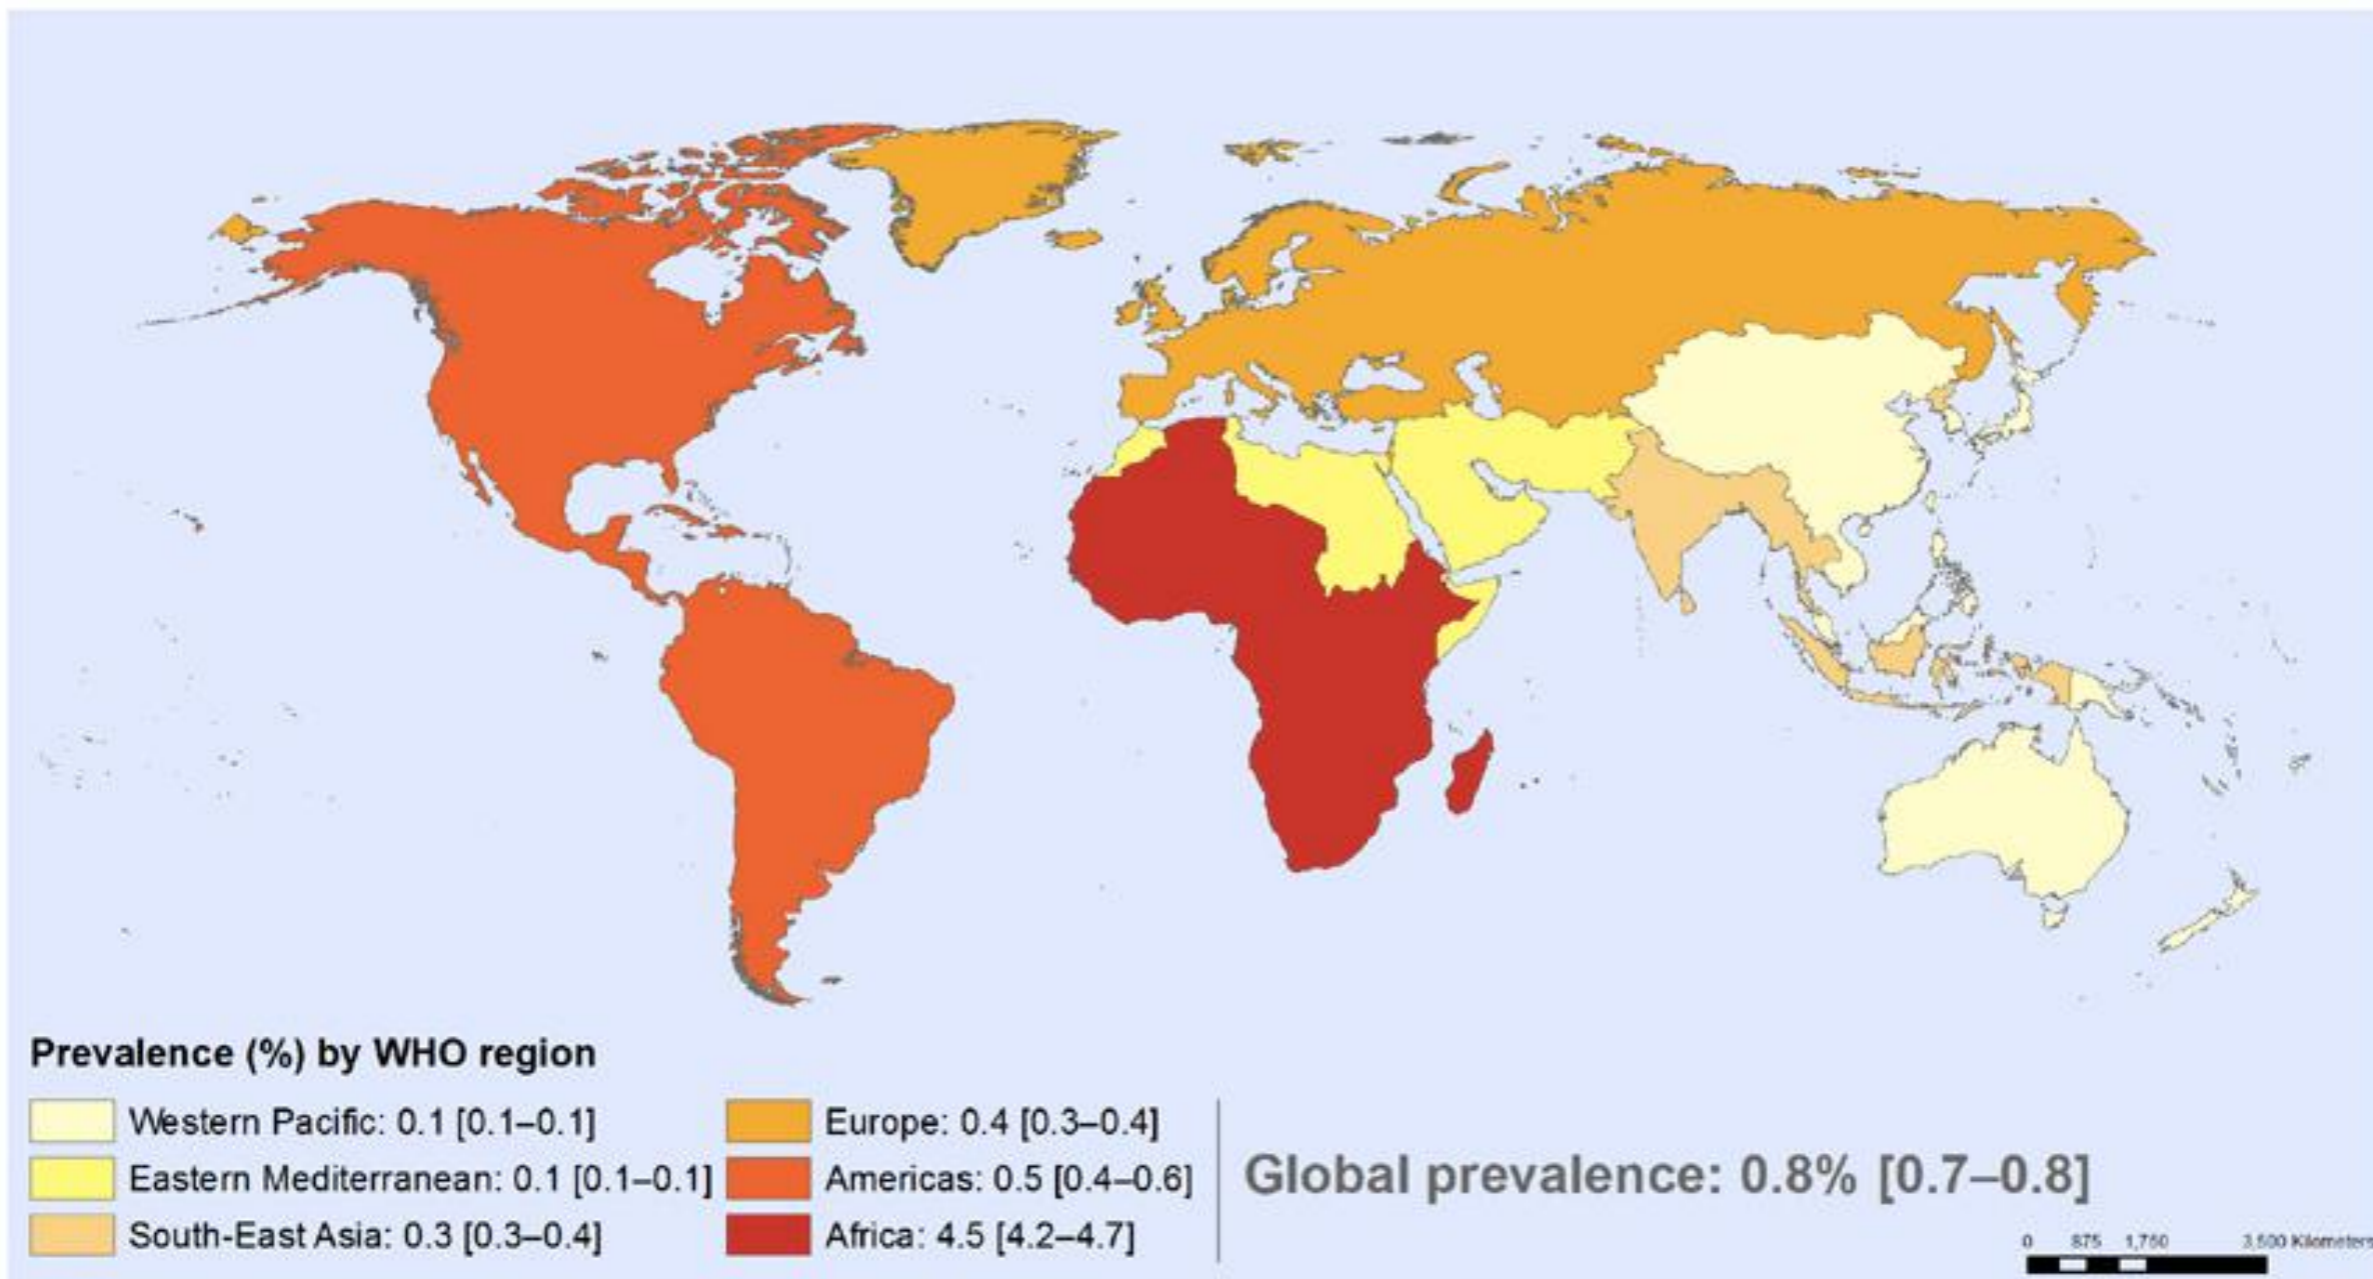 Prevalence (%) by WHO region
Western Pacific: 0.1 [0.1–0.1]
Eastern Mediterranean: 0.1 [0.1–0.1]
South-East Asia: 0.3 [0.3–0.4]
Europe: 0.4 [0.3–0.4]
Americas: 0.5 [0.4–0.6]
Africa: 4.5 [4.2–4.7]
Global prevalence: 0.8% [0.7–0.8]
0 875 1,750 3,500 Kilometers